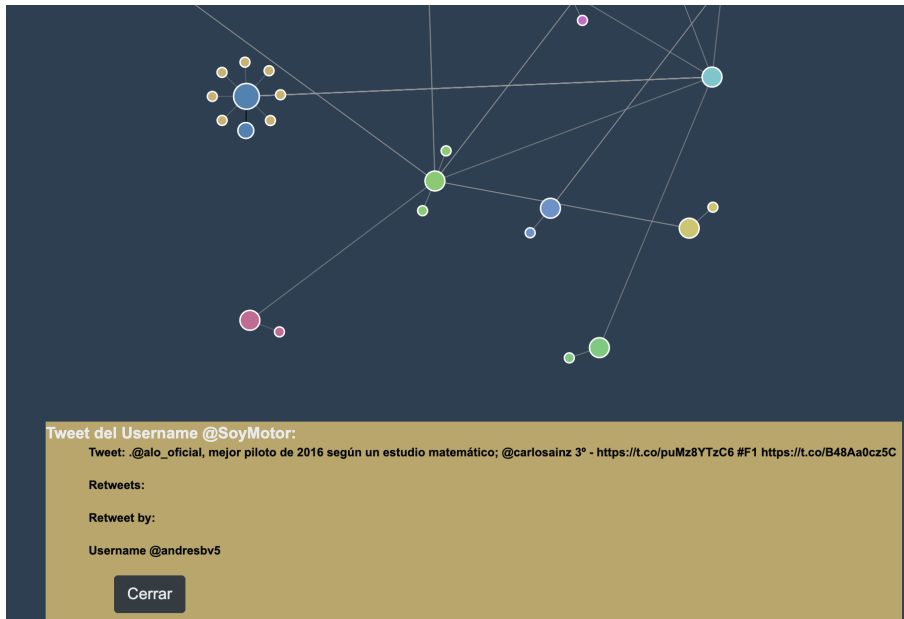 Tweet del Username @SoyMotor:
Tweet: .@alo_oficial, mejor piloto de 2016 según un estudio matemático; @carlosainz 3º - https://t.co/puMz8YTzC6 #F1 https://t.co/B48Aa0cz5C
Retweets:
Retweet by:
Username @andresbv5
Cerrar